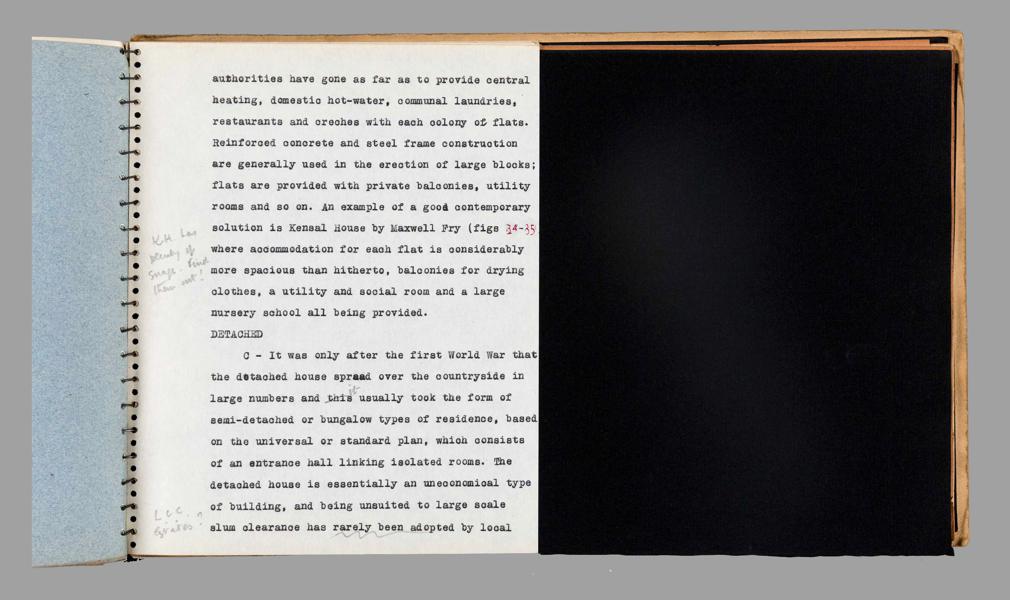 authorities have gone as far as to provide central
heating, domestic hot-water, communal laundries,
restaurants and creches with each colony of flats.
Reinforced concrete and steel frame construction
are generally used in the erection of large blocks;
flats are provided with private balconies, utility
rooms and so on. An example of a good contemporary
solution is Kensal House by Maxwell Fry (figs 34-35
where accommodation for each flat is considerably
more spacious than hitherto, balconies for drying
clothes, a utility and social room and a large
nursery school all being provided.
K.H. has
plenty of
snags. Find
them out!
DETACHED
C - It was only after the first World War that
the detached house spread over the countryside in
it
large numbers and this usually took the form of
semi-detached or bungalow types of residence, based
on the universal or standard plan, which consists
of an entrance hall linking isolated rooms. The
detached house is essentially an uneconomical type
of building, and being unsuited to large scale
slum clearance has rarely been adopted by local
L.C.C.